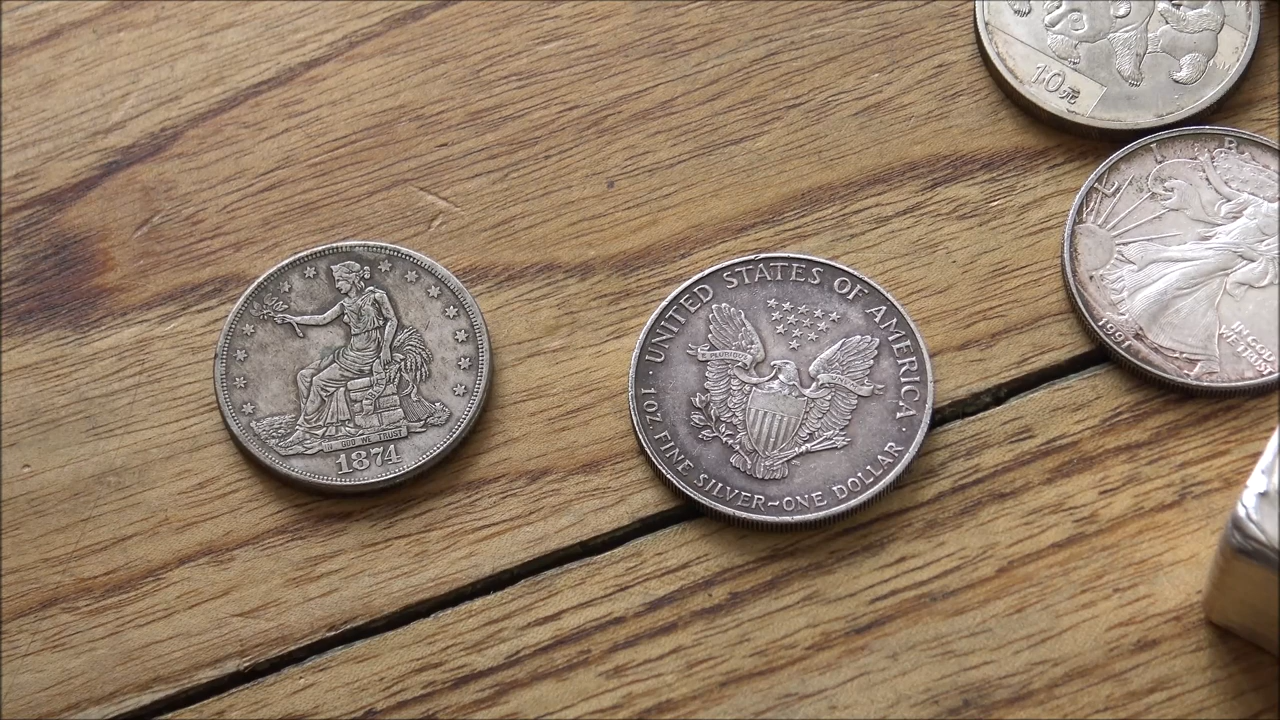 IN GOD WE TRUST
1874
UNITED STATES OF AMERICA
E PLURIBUS
1 OZ. FINE SILVER~ONE DOLLAR
10元
L I B
1991
IN GOD
WE TRUST